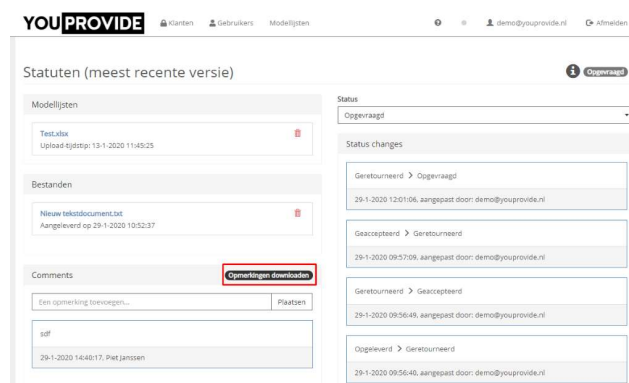 YOUPROVIDE
Klanten
Gebruikers
Modellijsten
demo@youprovide.nl
Afmelden
Statuten (meest recente versie)
Opgevraagd
Modellijsten
Test.xlsx
Upload-tijdstip: 13-1-2020 11:45:25
Bestanden
Nieuw tekstdocument.txt
Aangeleverd op 29-1-2020 10:52:37
Comments
Opmerkingen downloaden
Een opmerking toevoegen...
Plaatsen
sdf
29-1-2020 14:40:17, Piet Janssen
Status
Opgevraagd
Status changes
Geretourneerd > Opgevraagd
29-1-2020 12:01:06, aangepast door: demo@youprovide.nl
Geaccepteerd > Geretourneerd
29-1-2020 09:57:09, aangepast door: demo@youprovide.nl
Geretourneerd > Geaccepteerd
29-1-2020 09:56:49, aangepast door: demo@youprovide.nl
Opgeleverd > Geretourneerd
29-1-2020 09:56:40, aangepast door: demo@youprovide.nl